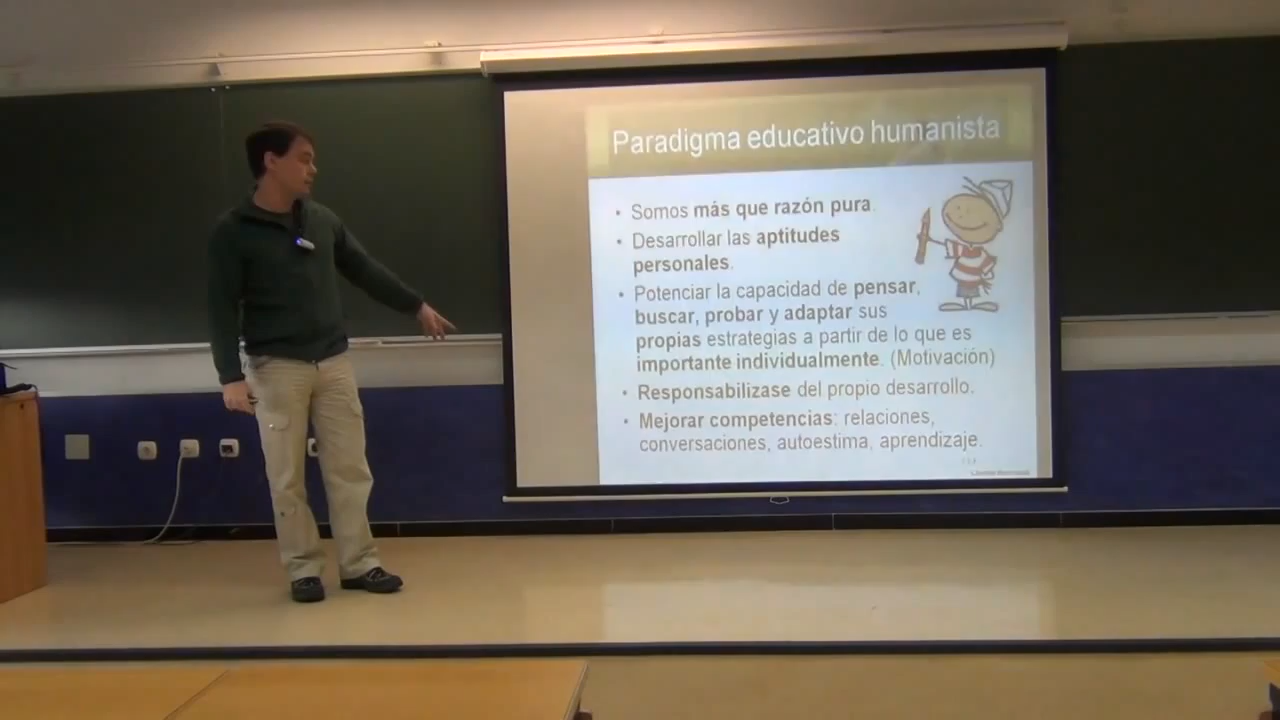 Paradigma educativo humanista
• Somos más que razón pura.
• Desarrollar las aptitudes
personales.
• Potenciar la capacidad de pensar,
buscar, probar y adaptar sus
propias estrategias a partir de lo que es
importante individualmente. (Motivación)
• Responsabilizase del propio desarrollo.
• Mejorar competencias: relaciones,
conversaciones, autoestima, aprendizaje.